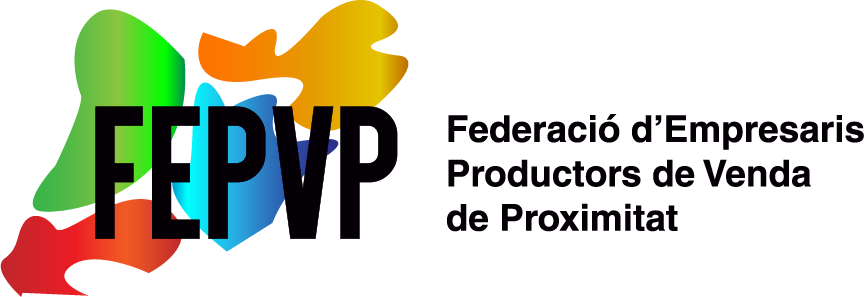 FEPVP
Federació d’Empresaris
Productors de Venda
de Proximitat